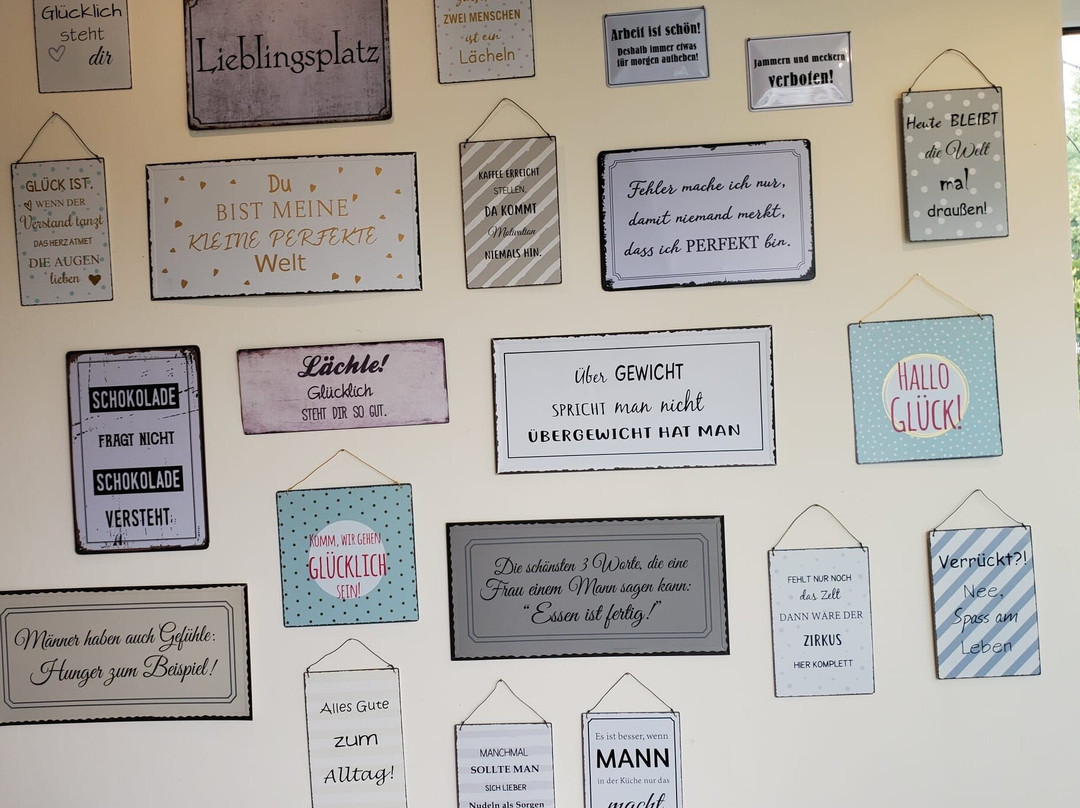 Glücklich
steht
dir
Lieblingsplatz
ZWEI MENSCHEN
ist ein
Lächeln
Arbeit ist schön!
Deshalb immer etwas
für morgen aufheben!
Jammern und meckern
verboten!
Heute BLEIBT
die Welt
mal
draußen!
GLÜCK IST,
WENN DER
Verstand tanzt
DAS HERZ ATMET
DIE AUGEN
lieben
Du
BIST MEINE
KLEINE PERFEKTE
Welt
KAFFEE ERREICHT
STELLEN,
DA KOMMT
Motivation
NIEMALS HIN.
Fehler mache ich nur,
damit niemand merkt,
dass ich PERFEKT bin.
SCHOKOLADE
FRAGT NICHT
SCHOKOLADE
VERSTEHT.
Lächle!
Glücklich
STEHT DIR SO GUT.
Über GEWICHT
SPRICHT man nicht
ÜBERGEWICHT HAT MAN
HALLO
GLÜCK!
KOMM, WIR GEHEN
GLÜCKLICH
SEIN!
Die schönsten 3 Worte, die eine
Frau einem Mann sagen kann:
"Essen ist fertig!"
FEHLT NUR NOCH
das Zelt
DANN WÄRE DER
ZIRKUS
HIER KOMPLETT
Verrückt?!
Nee,
Spass am
Leben
Männer haben auch Gefühle:
Hunger zum Beispiel!
Alles Gute
zum
Alltag!
MANCHMAL
SOLLTE MAN
SICH LIEBER
Nudeln als Sorgen
Es ist besser, wenn
MANN
in der Küche nur das
macht